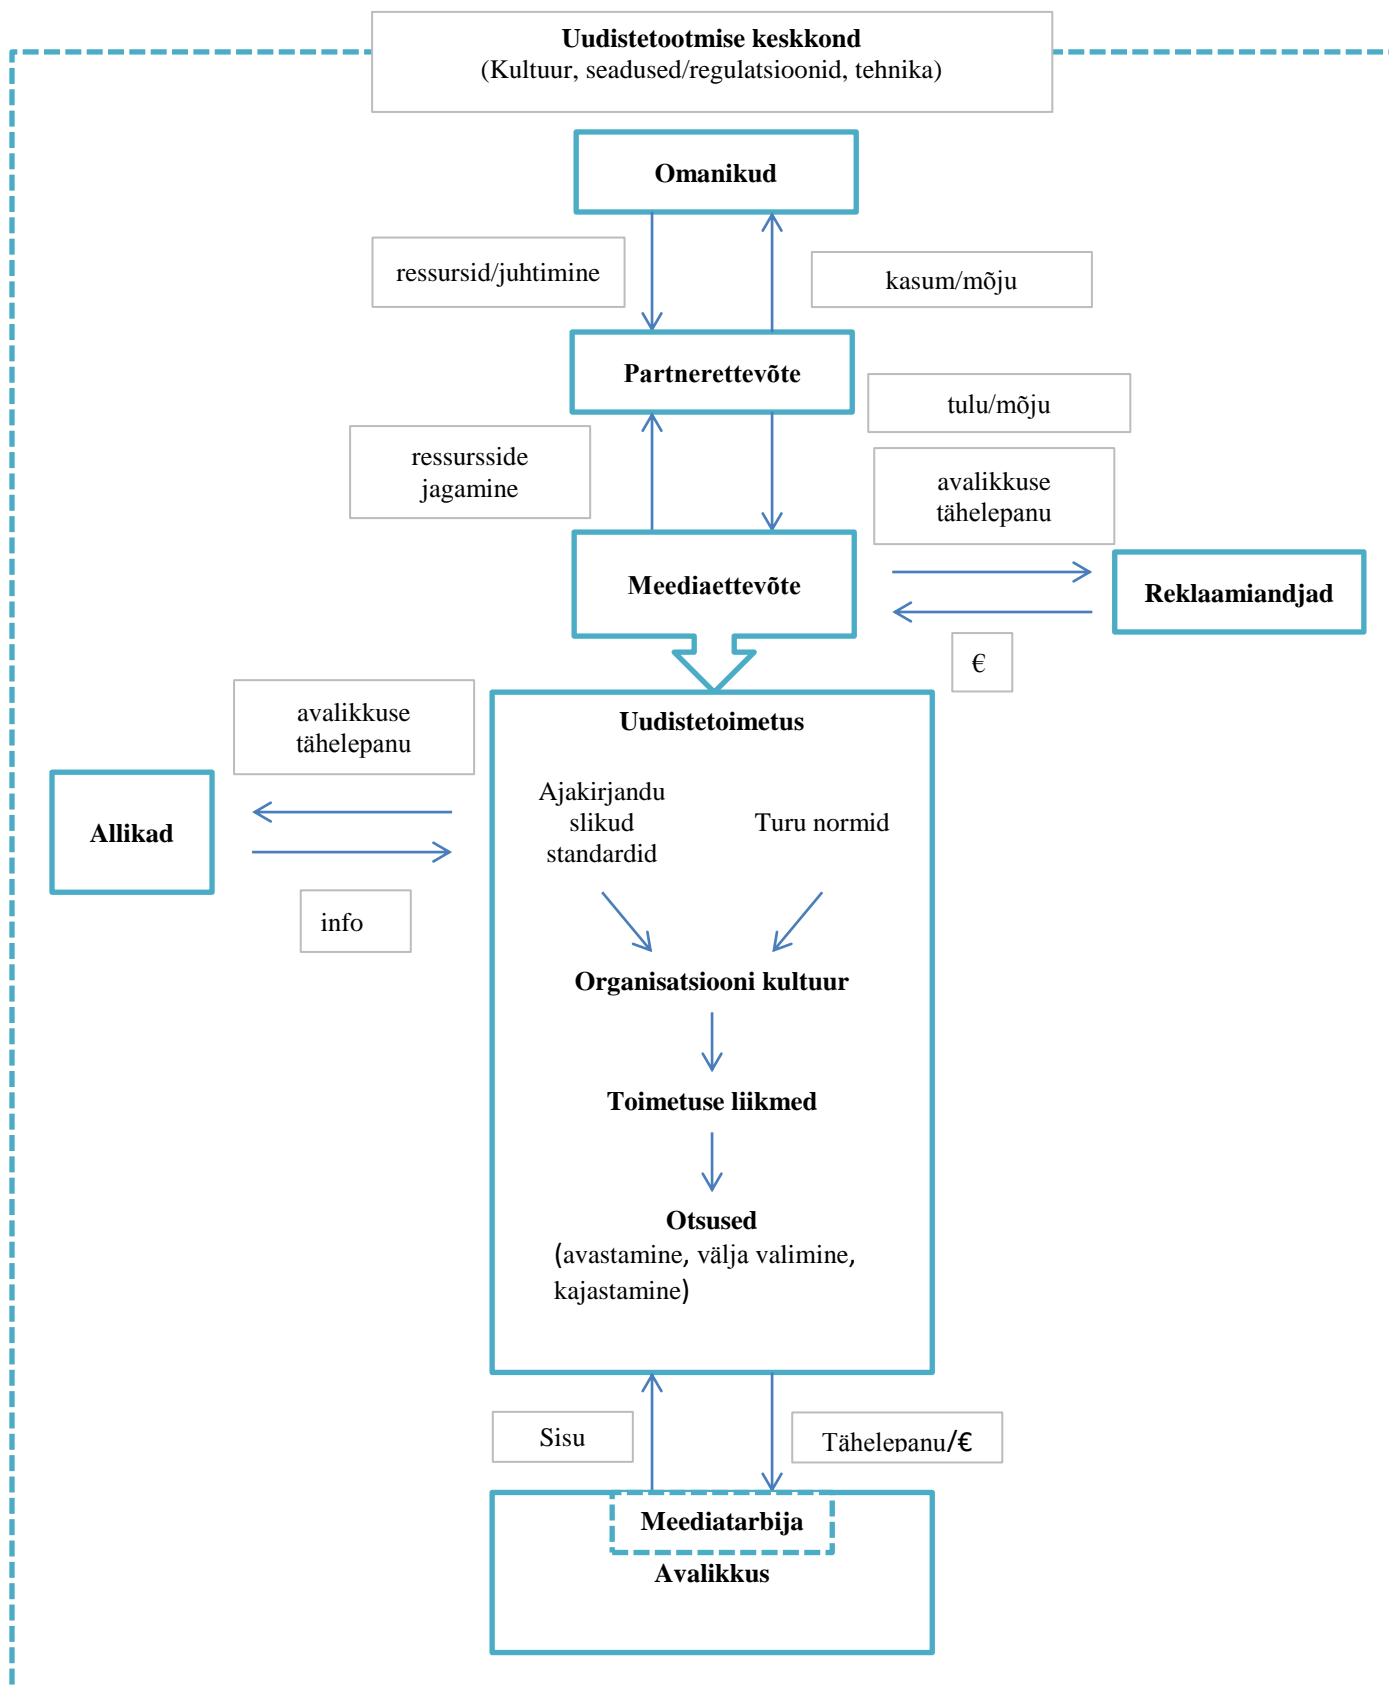 Uudistetootmise keskkond
(Kultuur, seadused/regulatsioonid, tehnika)
Omanikud
ressursid/juhtimine
kasum/mõju
Partnerettevõte
tulu/mõju
ressursside
jagamine
avalikkuse
tähelepanu
Meediaettevõte
Reklaamiandjad
€
avalikkuse
tähelepanu
Uudistetoimetus
Allikad
Ajakirjandu
slikud
standardid
Turu normid
info
Organisatsiooni kultuur
Toimetuse liikmed
Otsused
(avastamine, välja valimine,
kajastamine)
Sisu
Tähelepanu/€
Meediatarbija
Avalikkus